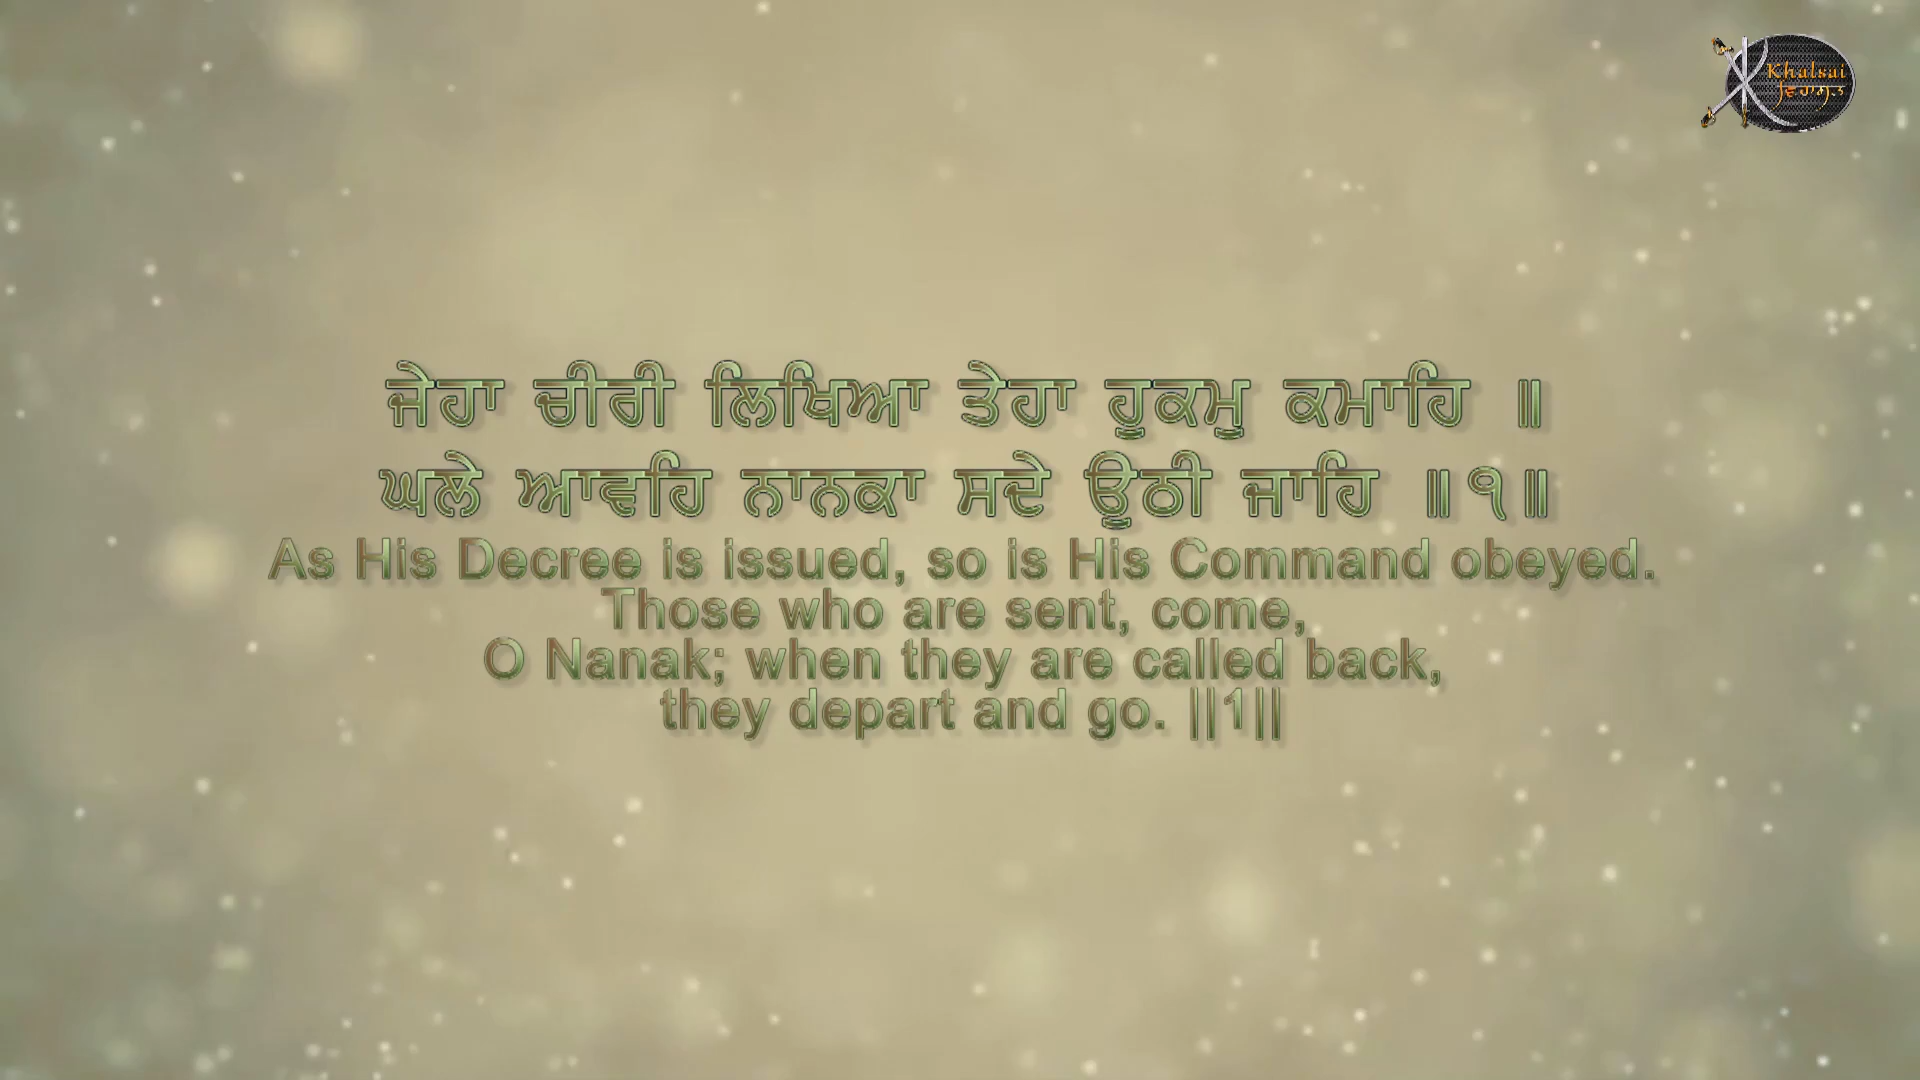 Khalsai
ਵਿਰਾਸਤ
ਜੇਹਾ ਚੀਰੀ ਲਿਖਿਆ ਤੇਹਾ ਹੁਕਮੁ ਕਮਾਹਿ ॥
ਘਲੇ ਆਵਹਿ ਨਾਨਕਾ ਸਦੇ ਉਠੀ ਜਾਹਿ ॥੧॥
As His Decree is issued, so is His Command obeyed.
Those who are sent, come,
O Nanak; when they are called back,
they depart and go. ||1||